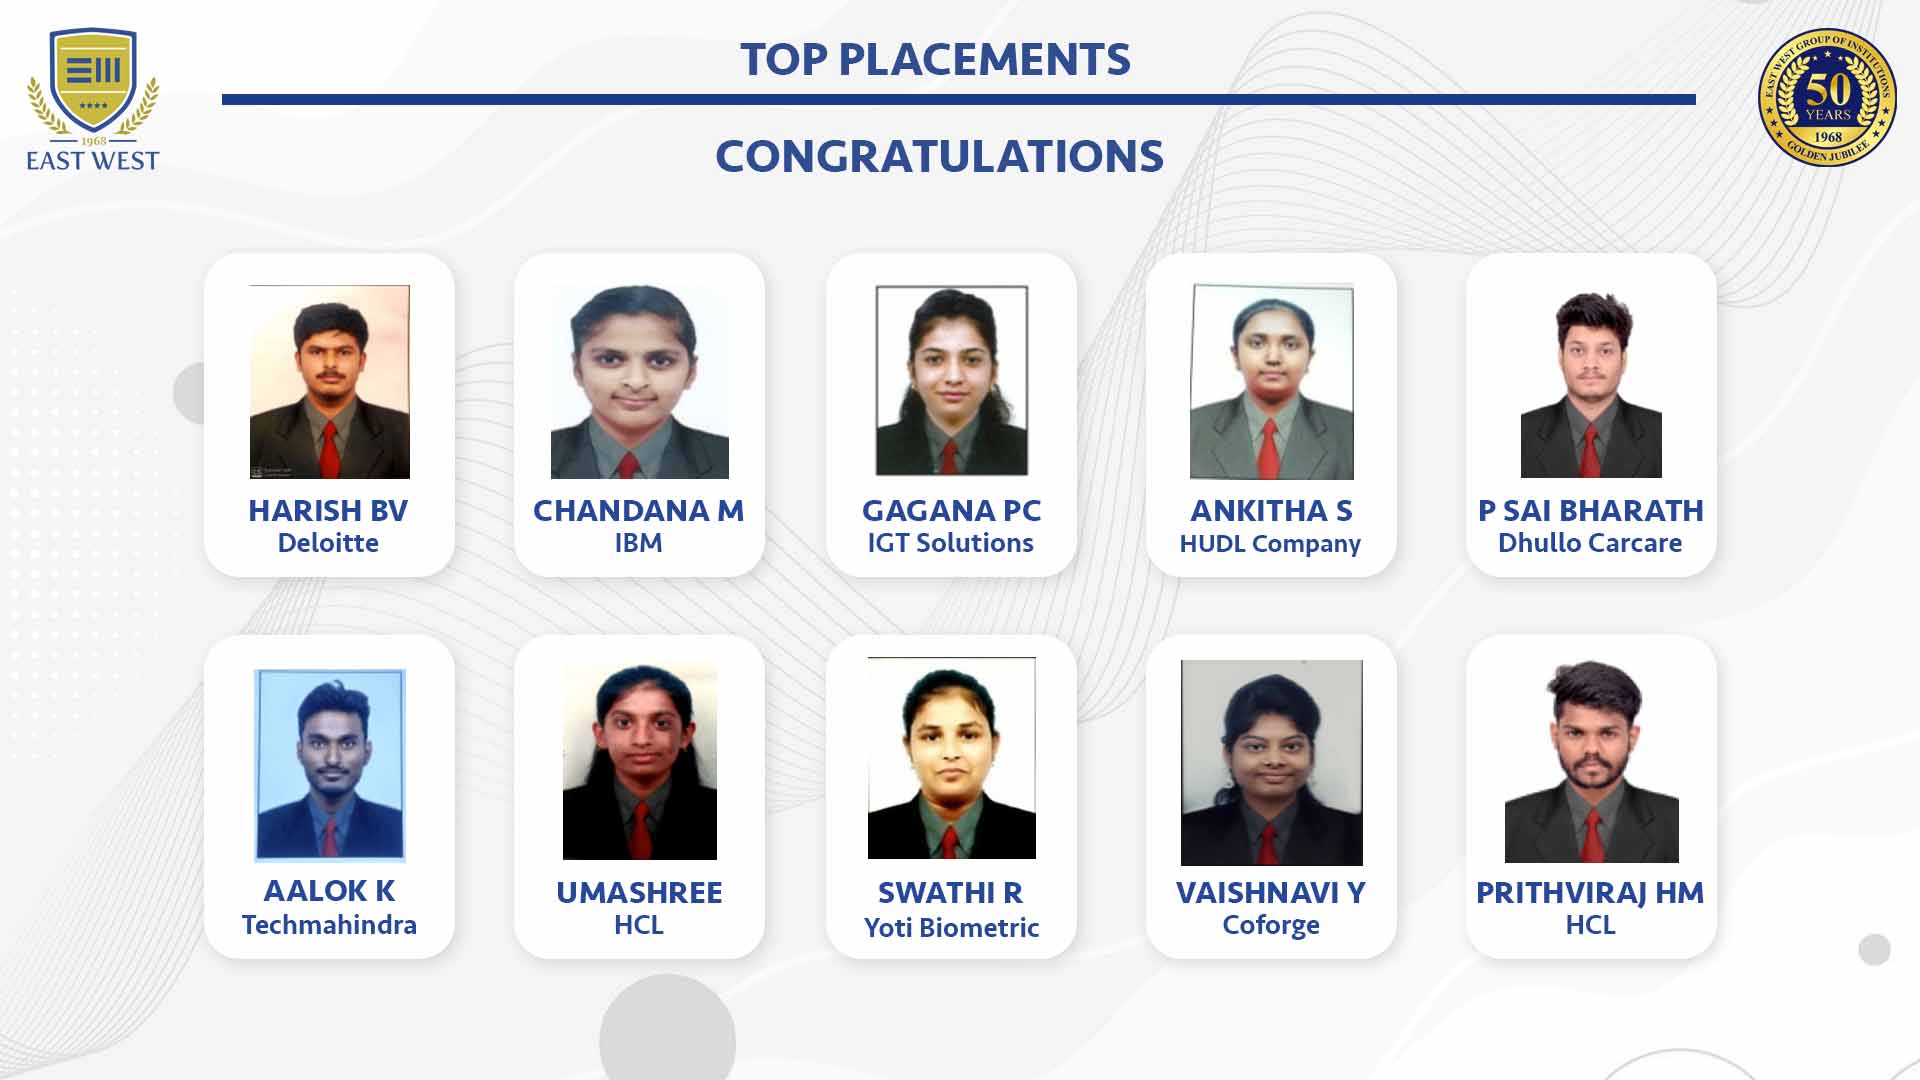 EAST WEST
1968
TOP PLACEMENTS
CONGRATULATIONS
EAST WEST GROUP OF INSTITUTIONS
50
YEARS
1968
GOLDEN JUBILEE
HARISH BV
Deloitte
CHANDANA M
IBM
GAGANA PC
IGT Solutions
ANKITHA S
HUDL Company
P SAI BHARATH
Dhullo Carcare
AALOK K
Techmahindra
UMASHREE
HCL
SWATHI R
Yoti Biometric
VAISHNAVI Y
Coforge
PRITHVIRAJ HM
HCL